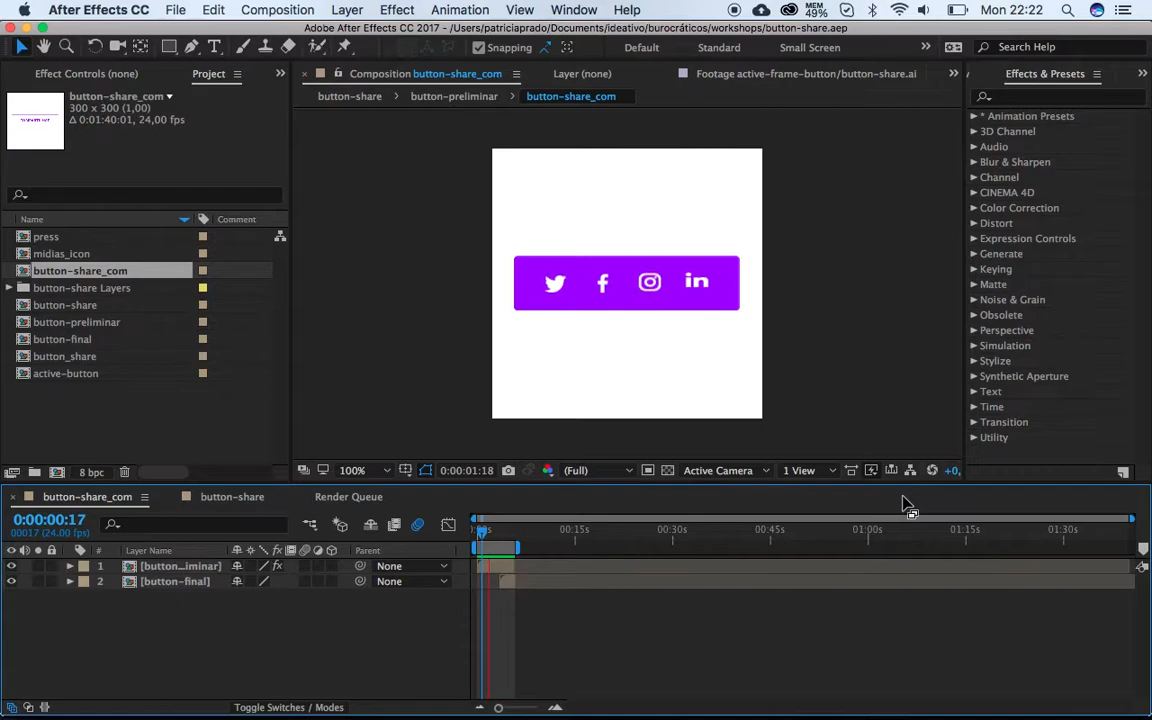 After Effects CC File Edit Composition Layer Effect Animation View Window Help MEM 49% Mon 22:22
Adobe After Effects CC 2017 - /Users/patriciaprado/Documents/ideativo/burocráticos/workshops/button-share.aep
Snapping Default Standard Small Screen Search Help
Effect Controls (none) Project Composition button-share_com Layer (none) Footage active-frame-button/button-share.ai Effects & Presets
button-share_com button-share button-preliminar button-share_com
300 x 300 (1,00)
Δ 0:01:40:01, 24,00 fps
* Animation Presets
3D Channel
Audio
Blur & Sharpen
Channel
CINEMA 4D
Color Correction
Distort
Expression Controls
Generate
Keying
Matte
Noise & Grain
Obsolete
Perspective
Simulation
Stylize
Synthetic Aperture
Text
Time
Transition
Utility
Name Comment
press
midias_icon
button-share_com
button-share Layers
button-share
button-preliminar
button-final
button_share
active-button
in
8 bpc 100% 0:00:01:18 (Full) Active Camera 1 View +0,
button-share_com button-share Render Queue
0:00:00:17
00017 (24.00 fps)
00:15s 00:30s 00:45s 01:00s 01:15s 01:30s
# Layer Name Parent
1 [button...iminar] fx None
2 [button-final] None
Toggle Switches / Modes